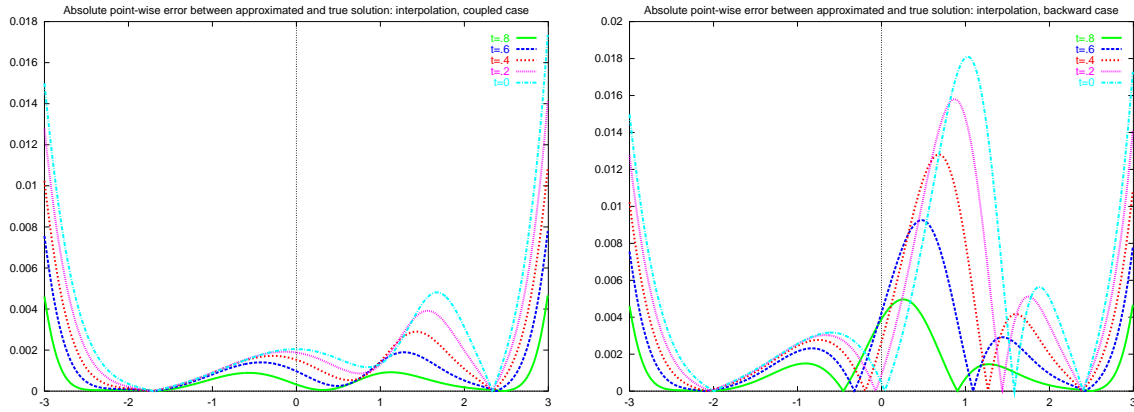 Absolute point-wise error between approximated and true solution: interpolation, coupled case
0.018
0.016
0.014
0.012
0.01
0.008
0.006
0.004
0.002
0
-3
-2
-1
0
1
2
3
t=.8
t=.6
t=.4
t=.2
t=0
Absolute point-wise error between approximated and true solution: interpolation, backward case
0.02
0.018
0.016
0.014
0.012
0.01
0.008
0.006
0.004
0.002
0
-3
-2
-1
0
1
2
3
t=.8
t=.6
t=.4
t=.2
t=0